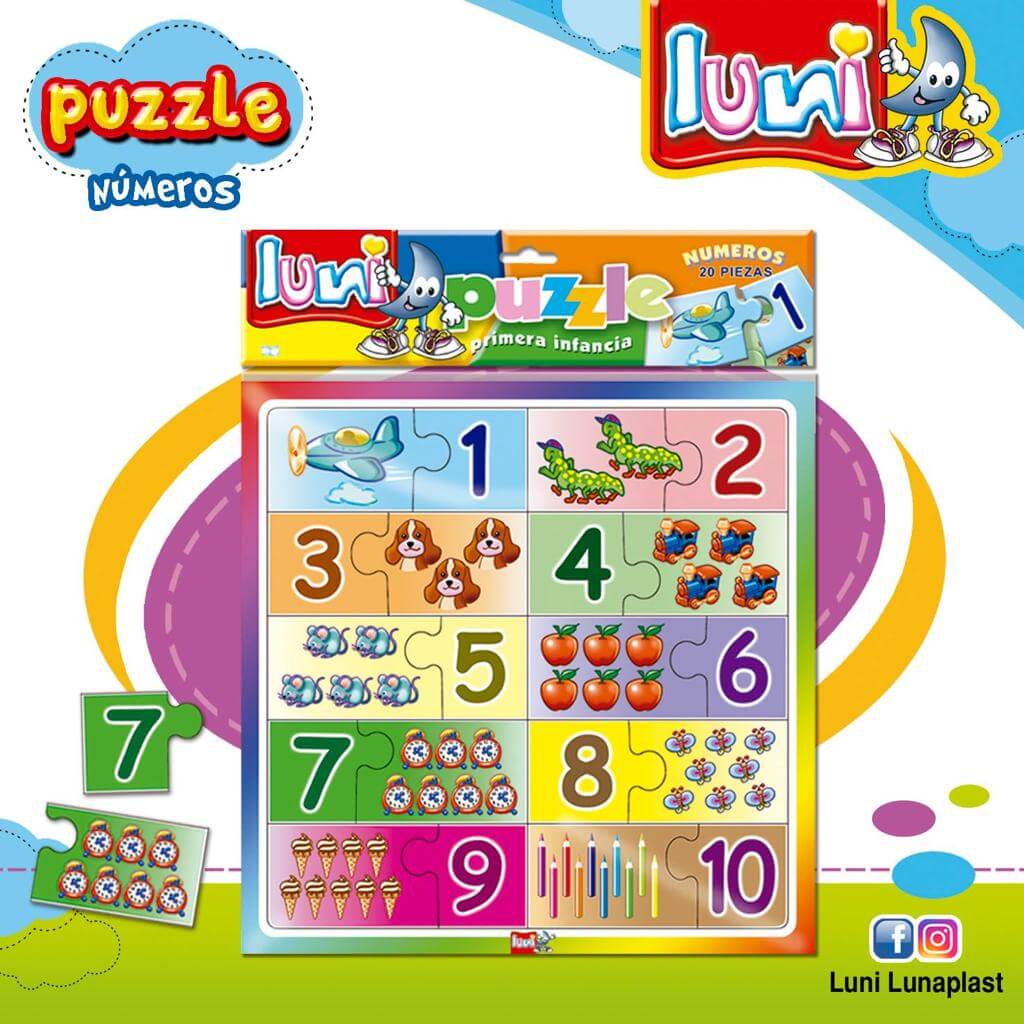 puzzle
Números
luni
luni
puzzle
primera infancia
NUMEROS
20 PIEZAS
1
1
2
3
4
5
6
7
8
9
10
luni
7
Luni Lunaplast